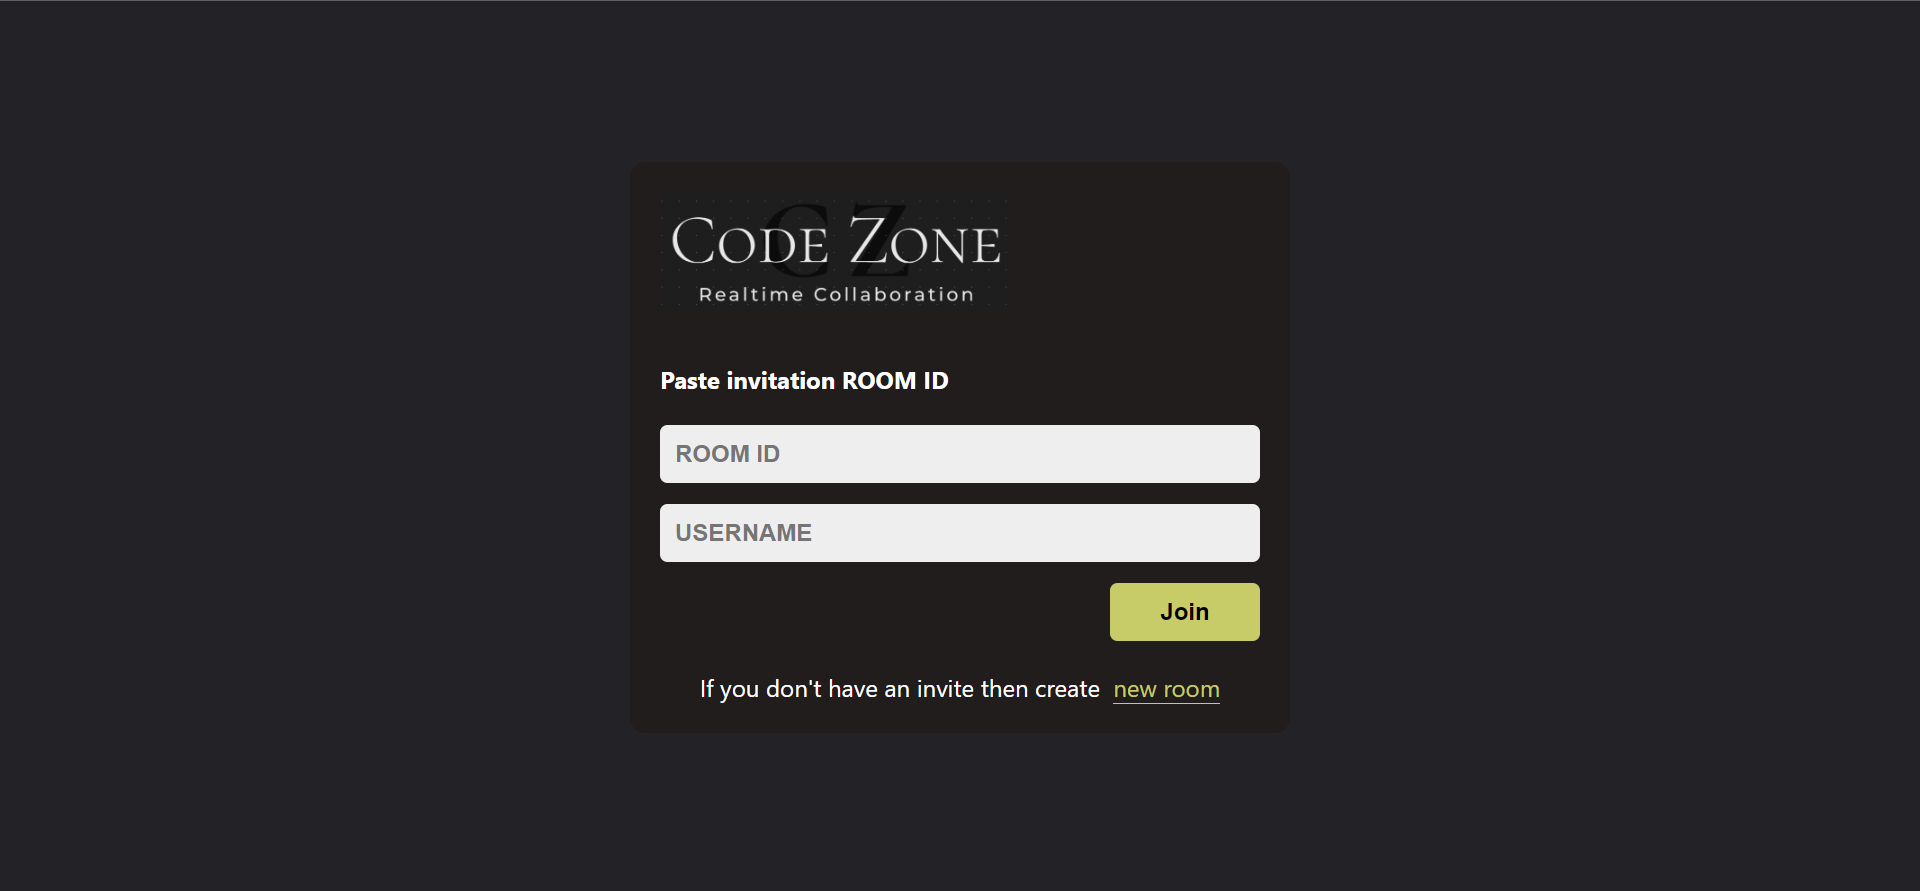 CODE ZONE
CZ
Realtime Collaboration
Paste invitation ROOM ID
ROOM ID
USERNAME
Join
If you don't have an invite then create new room